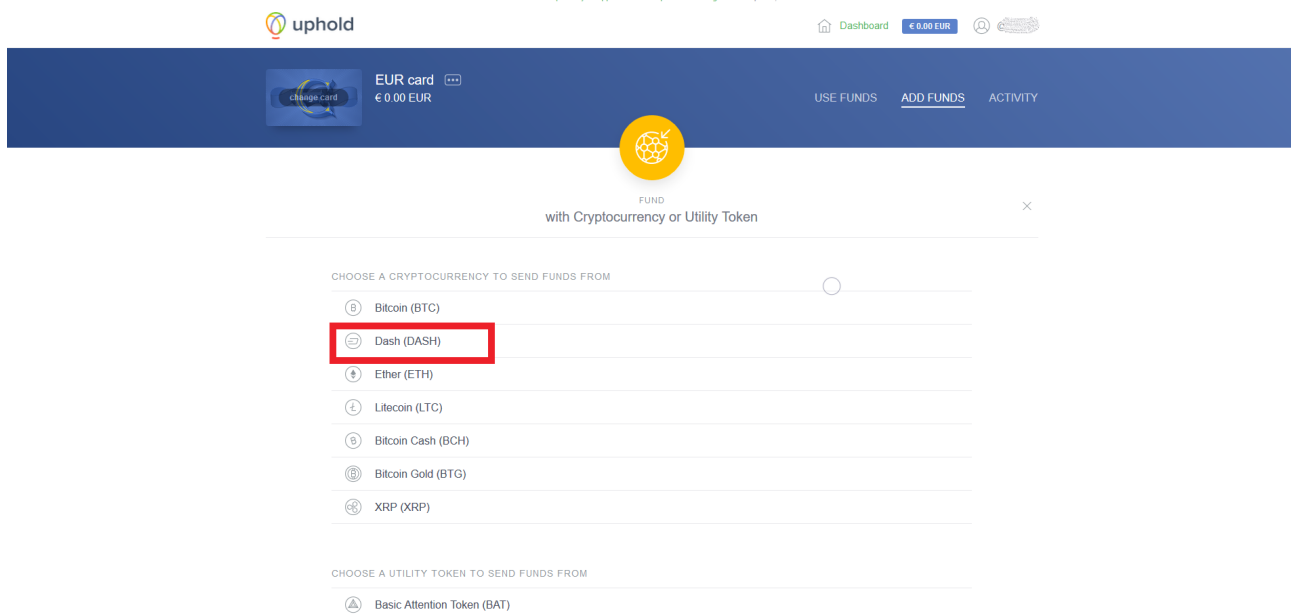 uphold
Dashboard
€ 0.00 EUR
EUR card
change card
€ 0.00 EUR
USE FUNDS
ADD FUNDS
ACTIVITY
FUND
with Cryptocurrency or Utility Token
CHOOSE A CRYPTOCURRENCY TO SEND FUNDS FROM
Bitcoin (BTC)
Dash (DASH)
Ether (ETH)
Litecoin (LTC)
Bitcoin Cash (BCH)
Bitcoin Gold (BTG)
XRP (XRP)
CHOOSE A UTILITY TOKEN TO SEND FUNDS FROM
Basic Attention Token (BAT)